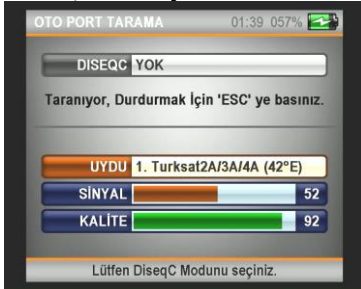 OTO PORT TARAMA 01:39 057%
DISEQC YOK
Taranıyor, Durdurmak İçin 'ESC' ye basınız.
UYDU 1. Turksat2A/3A/4A (42°E)
SİNYAL 52
KALİTE 92
Lütfen DiseqC Modunu seçiniz.